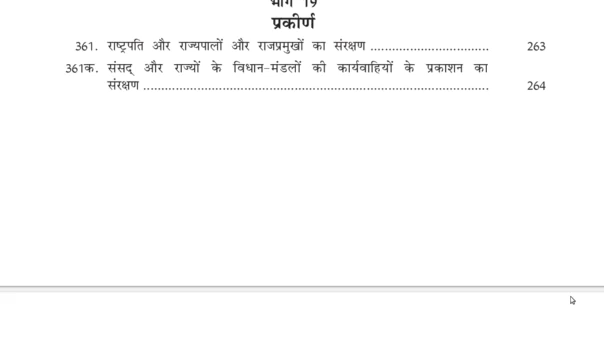 भाग 19
प्रकीर्ण
361. राष्ट्रपति और राज्यपालों और राजप्रमुखों का संरक्षण ................................. 263
361क. संसद् और राज्यों के विधान-मंडलों की कार्यवाहियों के प्रकाशन का
संरक्षण ................................................................................................ 264